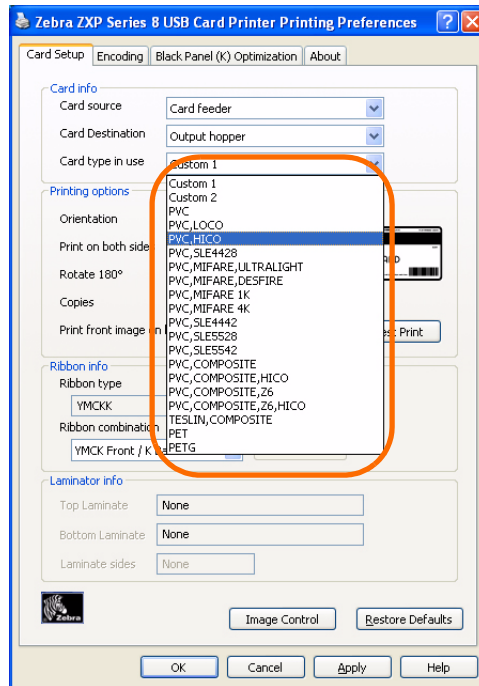 Zebra ZXP Series 8 USB Card Printer Printing Preferences
Card Setup Encoding Black Panel (K) Optimization About
Card info
Card source Card feeder
Card Destination Output hopper
Card type in use Custom 1
Custom 1
Custom 2
PVC
PVC,LOCO
PVC,HICO
PVC,SLE4428
PVC,MIFARE,ULTRALIGHT
PVC,MIFARE,DESFIRE
PVC,MIFARE 1K
PVC,MIFARE 4K
PVC,SLE4442
PVC,SLE5528
PVC,SLE5542
PVC,COMPOSITE
PVC,COMPOSITE,HICO
PVC,COMPOSITE,Z6
PVC,COMPOSITE,Z6,HICO
TESLIN,COMPOSITE
PET
PETG
Printing options
Orientation
Print on both side
Rotate 180°
Copies
Print front image on
Print
Ribbon info
Ribbon type
YMCKK
Ribbon combination
YMCK Front / K Ba
Laminator info
Top Laminate None
Bottom Laminate None
Laminate sides None
Zebra
Image Control Restore Defaults
OK Cancel Apply Help